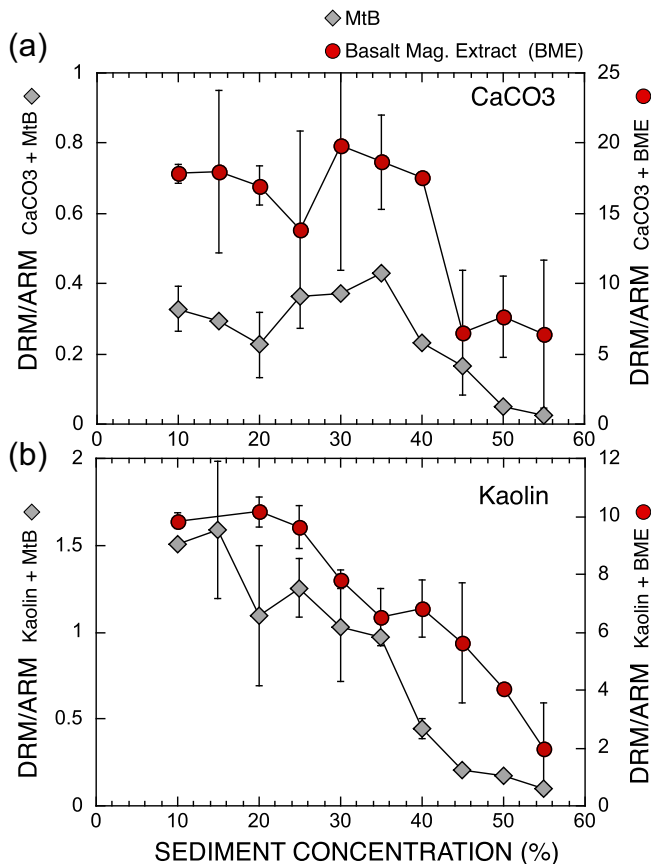 MtB
Basalt Mag. Extract (BME)
(a)
CaCO3
1
0.8
0.6
0.4
0.2
0
25
20
15
10
5
0
DRM/ARM CaCO3 + MtB
DRM/ARM CaCO3 + BME
0 10 20 30 40 50 60
(b)
Kaolin
2
1.5
1
0.5
0
12
10
8
6
4
2
0
DRM/ARM Kaolin + MtB
DRM/ARM Kaolin + BME
0 10 20 30 40 50 60
SEDIMENT CONCENTRATION (%)